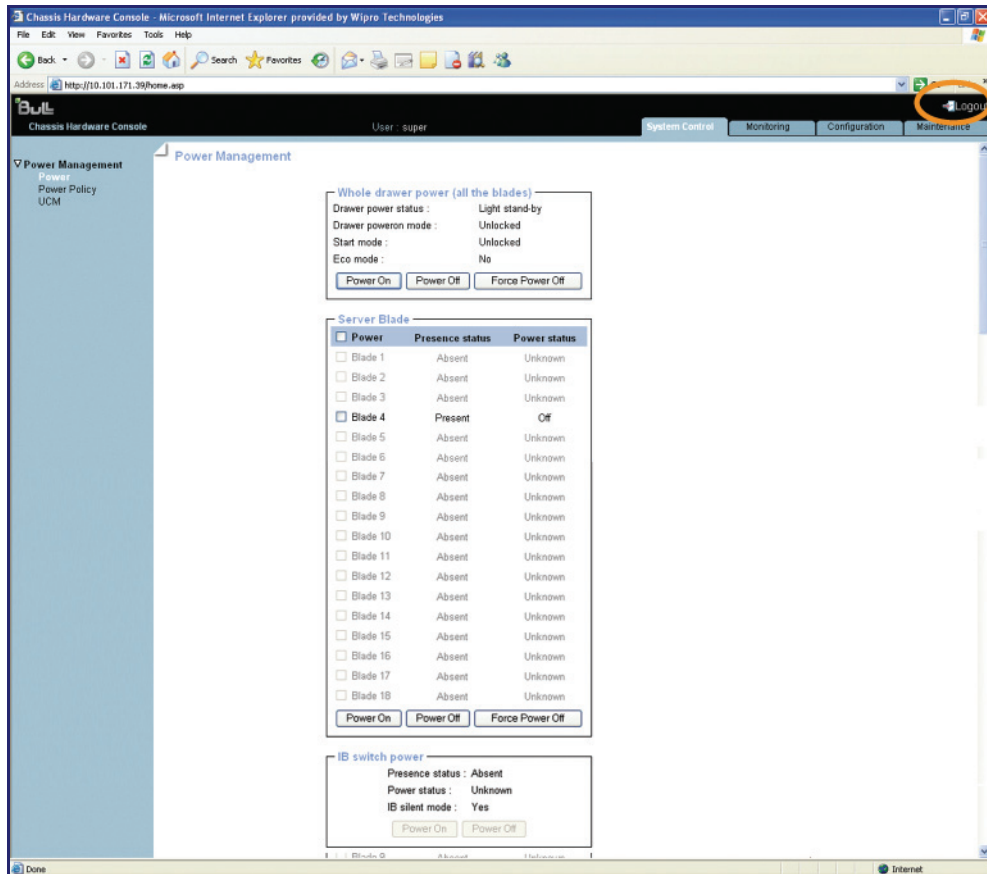 Chassis Hardware Console - Microsoft Internet Explorer provided by Wipro Technologies
File Edit View Favorites Tools Help
Back Search Favorites
Address http://10.101.171.39/home.asp
Bull
Logout
Chassis Hardware Console User : super System Control Monitoring Configuration Maintenance
Power Management
Power
Power Policy
UCM
Power Management
Whole drawer power (all the blades)
Drawer power status : Light stand-by
Drawer poweron mode : Unlocked
Start mode : Unlocked
Eco mode : No
Power On Power Off Force Power Off
Server Blade
Power Presence status Power status
Blade 1 Absent Unknown
Blade 2 Absent Unknown
Blade 3 Absent Unknown
Blade 4 Present Off
Blade 5 Absent Unknown
Blade 6 Absent Unknown
Blade 7 Absent Unknown
Blade 8 Absent Unknown
Blade 9 Absent Unknown
Blade 10 Absent Unknown
Blade 11 Absent Unknown
Blade 12 Absent Unknown
Blade 13 Absent Unknown
Blade 14 Absent Unknown
Blade 15 Absent Unknown
Blade 16 Absent Unknown
Blade 17 Absent Unknown
Blade 18 Absent Unknown
Power On Power Off Force Power Off
IB switch power
Presence status : Absent
Power status : Unknown
IB silent mode : Yes
Power On Power Off
Blade 9 Absent Unknown
Done Internet